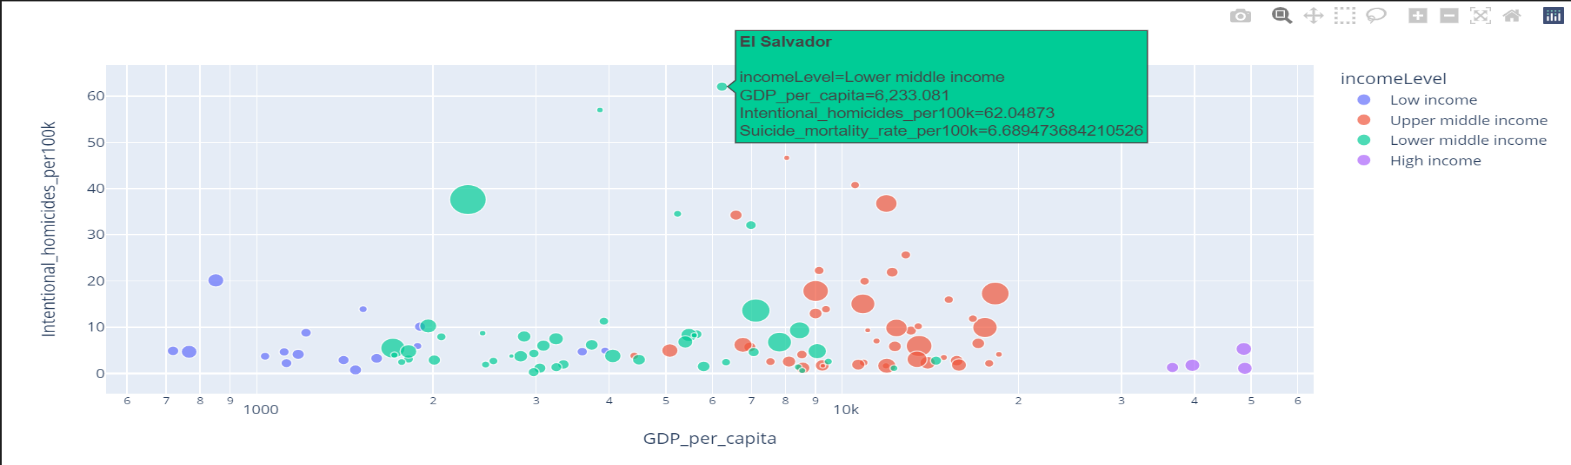 El Salvador
incomeLevel=Lower middle income
GDP_per_capita=6,233.081
Intentional_homicides_per100k=62.04873
Suicide_mortality_rate_per100k=6.689473684210526
incomeLevel
Low income
Upper middle income
Lower middle income
High income
Intentional_homicides_per100k
60
50
40
30
20
10
0
6 7 8 9 1000 2 3 4 5 6 7 8 9 10k 2 3 4 5 6
GDP_per_capita